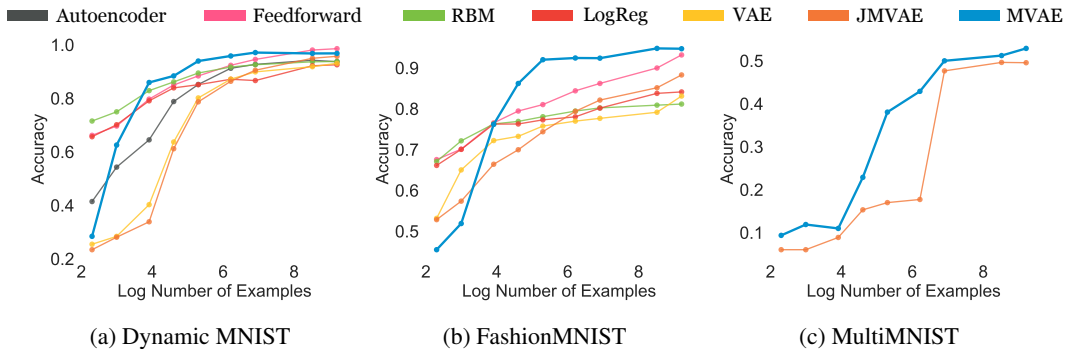 Autoencoder Feedforward RBM LogReg VAE JMVAE MVAE
1.0
0.8
0.6
0.4
0.2
Accuracy
2 4 6 8
Log Number of Examples
(a) Dynamic MNIST
0.9
0.8
0.7
0.6
0.5
Accuracy
2 4 6 8
Log Number of Examples
(b) FashionMNIST
0.5
0.4
0.3
0.2
0.1
Accuracy
2 4 6 8
Log Number of Examples
(c) MultiMNIST